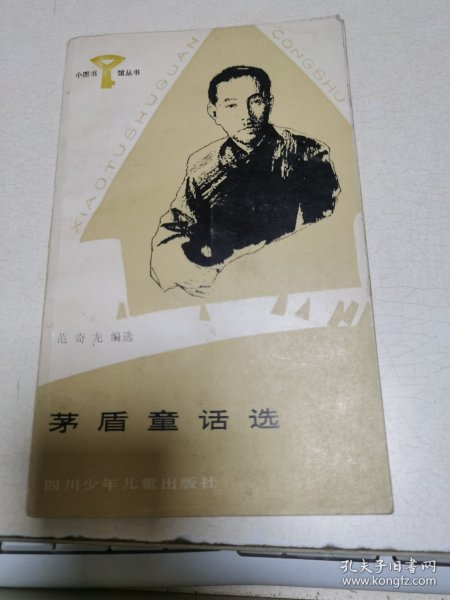 小图书 馆丛书
XIAOTUSHUGUAN
CONGSHU
范奇龙 编选
茅盾童话选
四川少年儿童出版社
孔夫子旧书网
www.kongfz.com